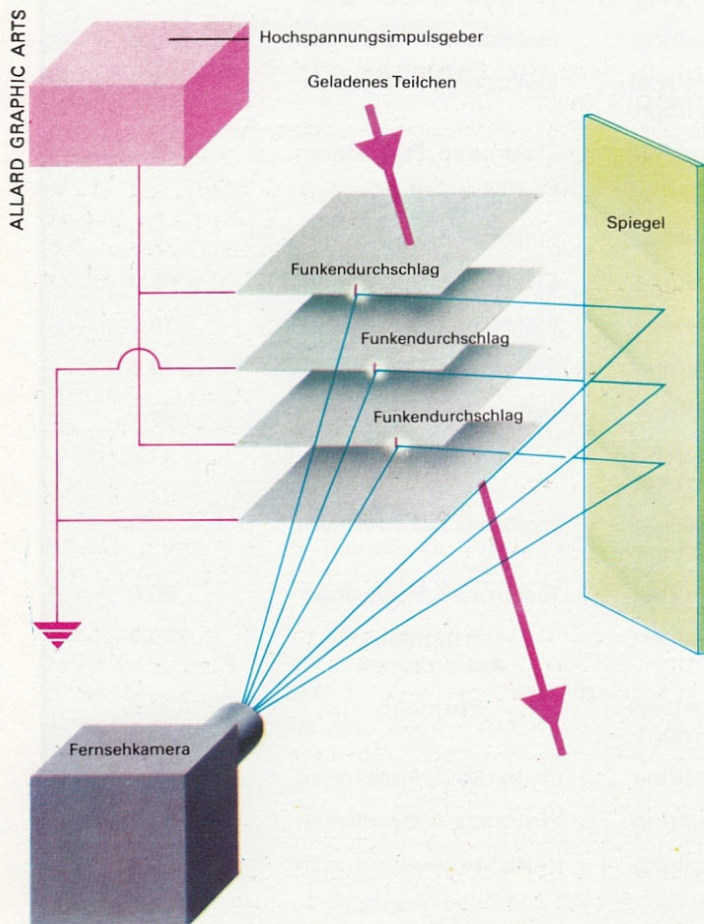 ALLARD GRAPHIC ARTS
Hochspannungsimpulsgeber
Geladenes Teilchen
Spiegel
Funkendurchschlag
Funkendurchschlag
Funkendurchschlag
Fernsehkamera